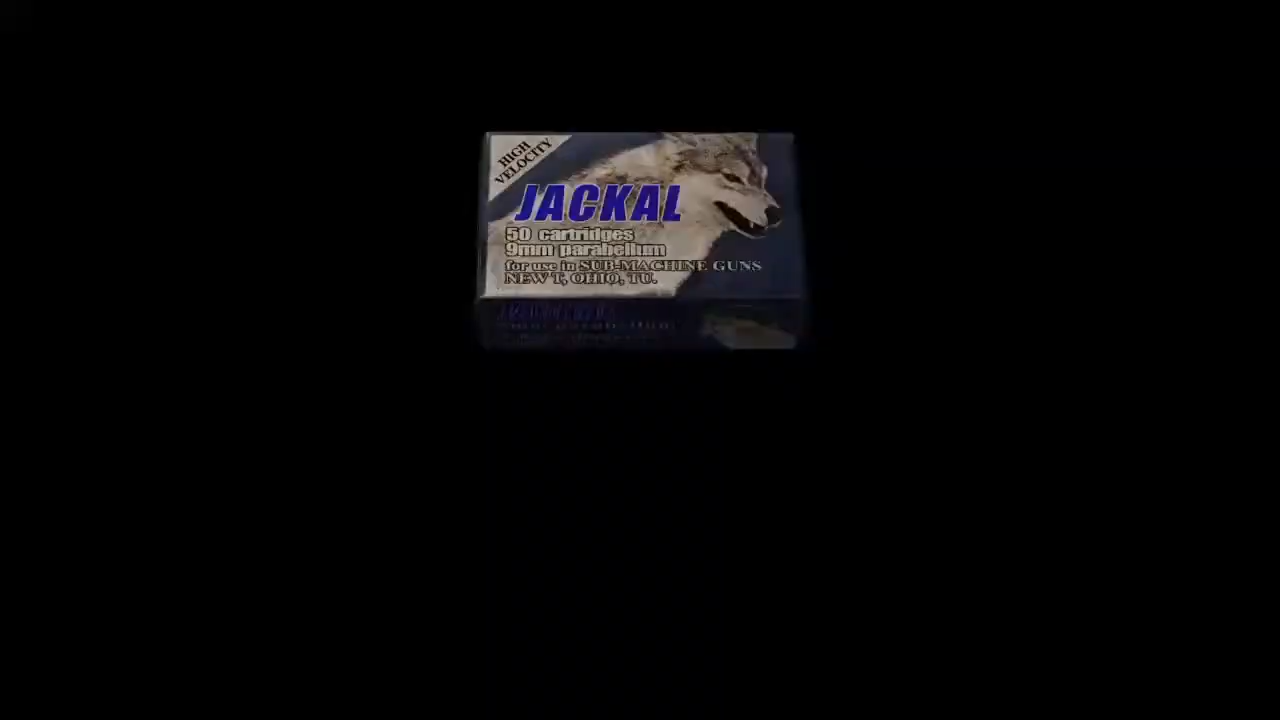 HIGH
VELOCITY
JACKAL
50 cartridges
9mm parabellum
for use in SUB-MACHINE GUNS
NEW T, OHIO, TU.